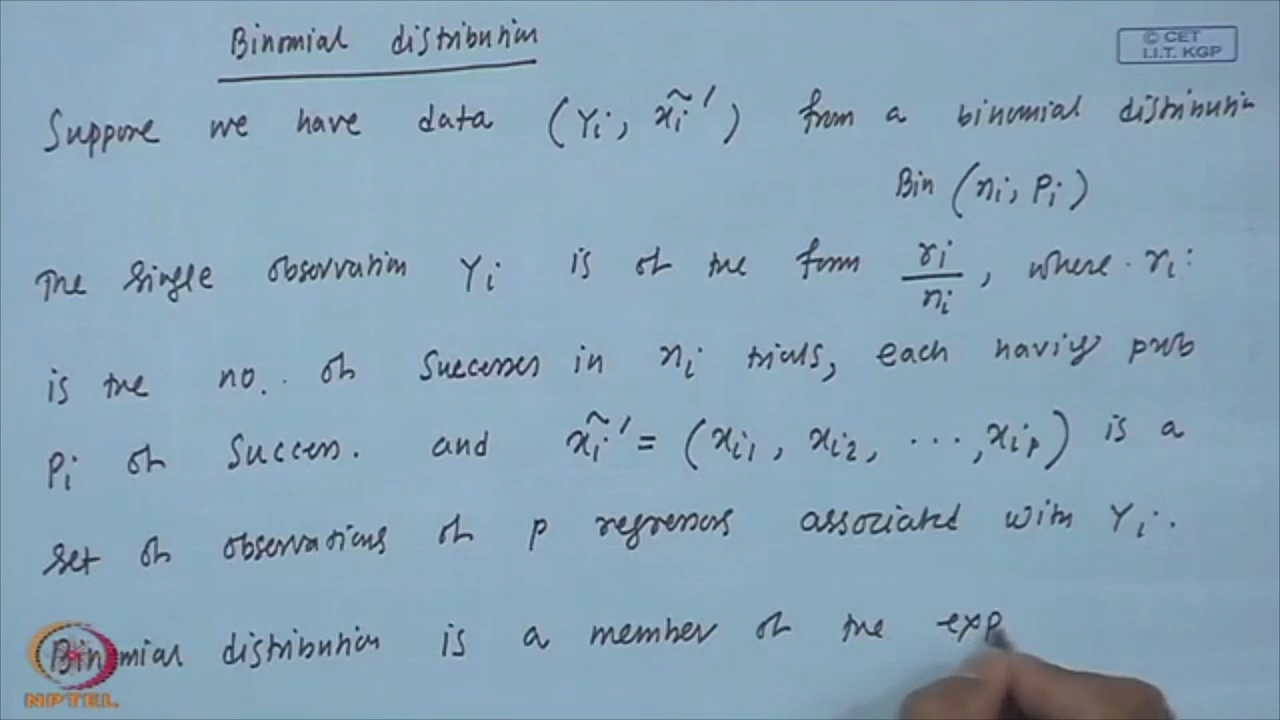 Binomial distribution
© CET
I.I.T. KGP
Suppose we have data (Yi, x̃i′) from a binomial distribution
Bin (ni, Pi)
The single observation Yi is of the form ri/ni, where ri:
is the no. of successes in ni trials, each having prob
Pi of success. and x̃i′ = (xi1, xi2, ..., xip) is a
set of observations of p regressors associated with Yi.
Binomial distribution is a member of the exp
NPTEL